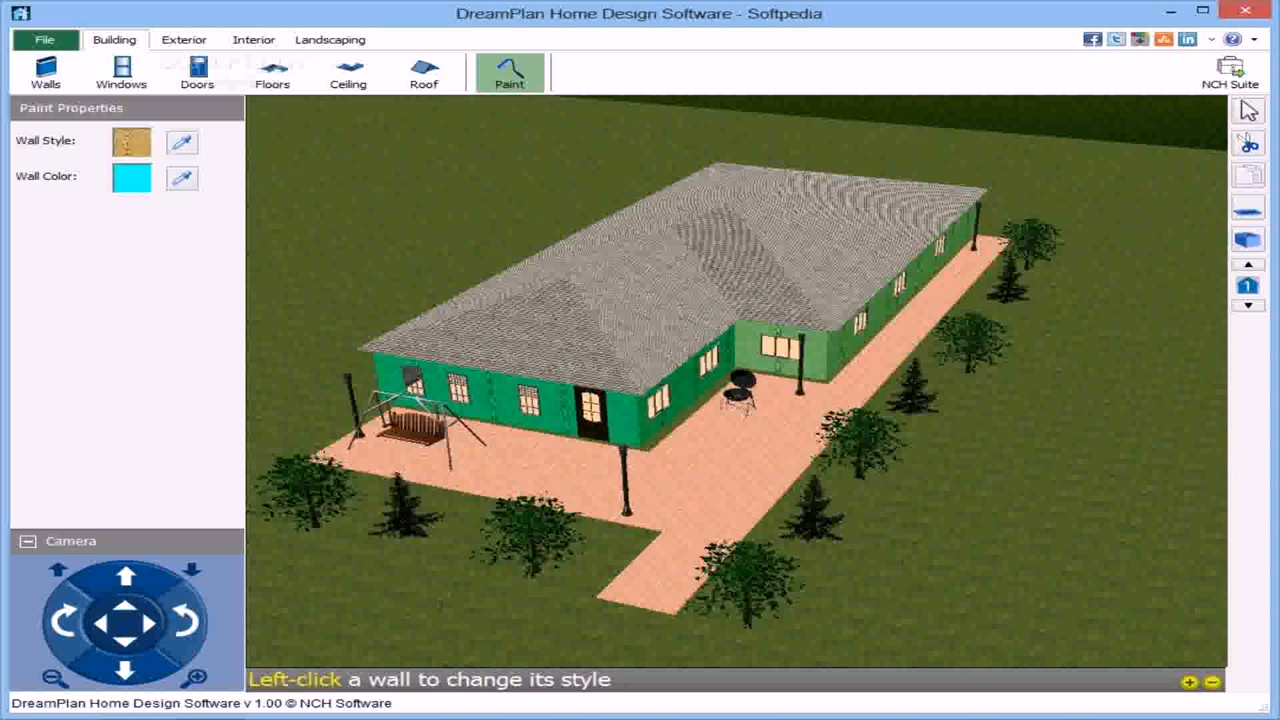 DreamPlan Home Design Software - Softpedia
File Building Exterior Interior Landscaping
Walls Windows Doors Floors Ceiling Roof Paint NCH Suite
Paint Properties
Wall Style:
Wall Color:
1
Camera
Left-click a wall to change its style
DreamPlan Home Design Software v 1.00 © NCH Software